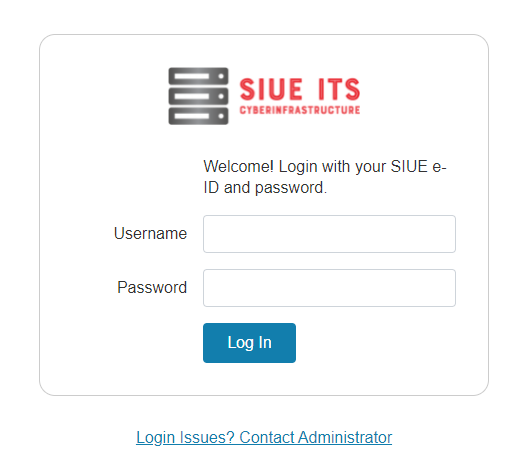 SIUE ITS
CYBERINFRASTRUCTURE
Welcome! Login with your SIUE e-
ID and password.
Username
Password
Log In
Login Issues? Contact Administrator